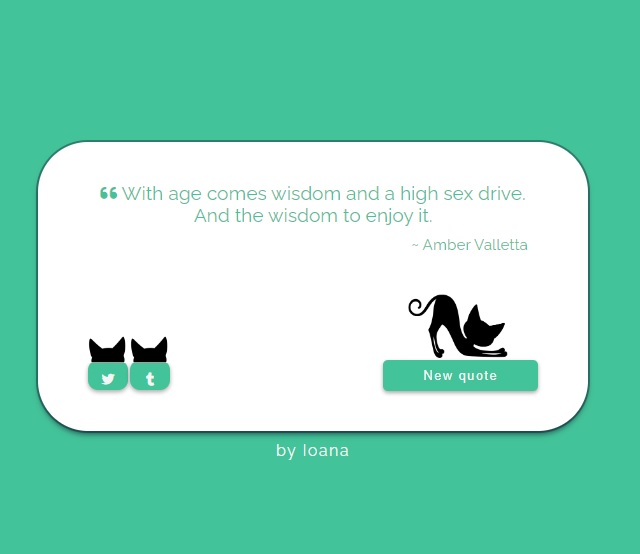 “ With age comes wisdom and a high sex drive.
And the wisdom to enjoy it.
~ Amber Valletta
New quote
by Ioana